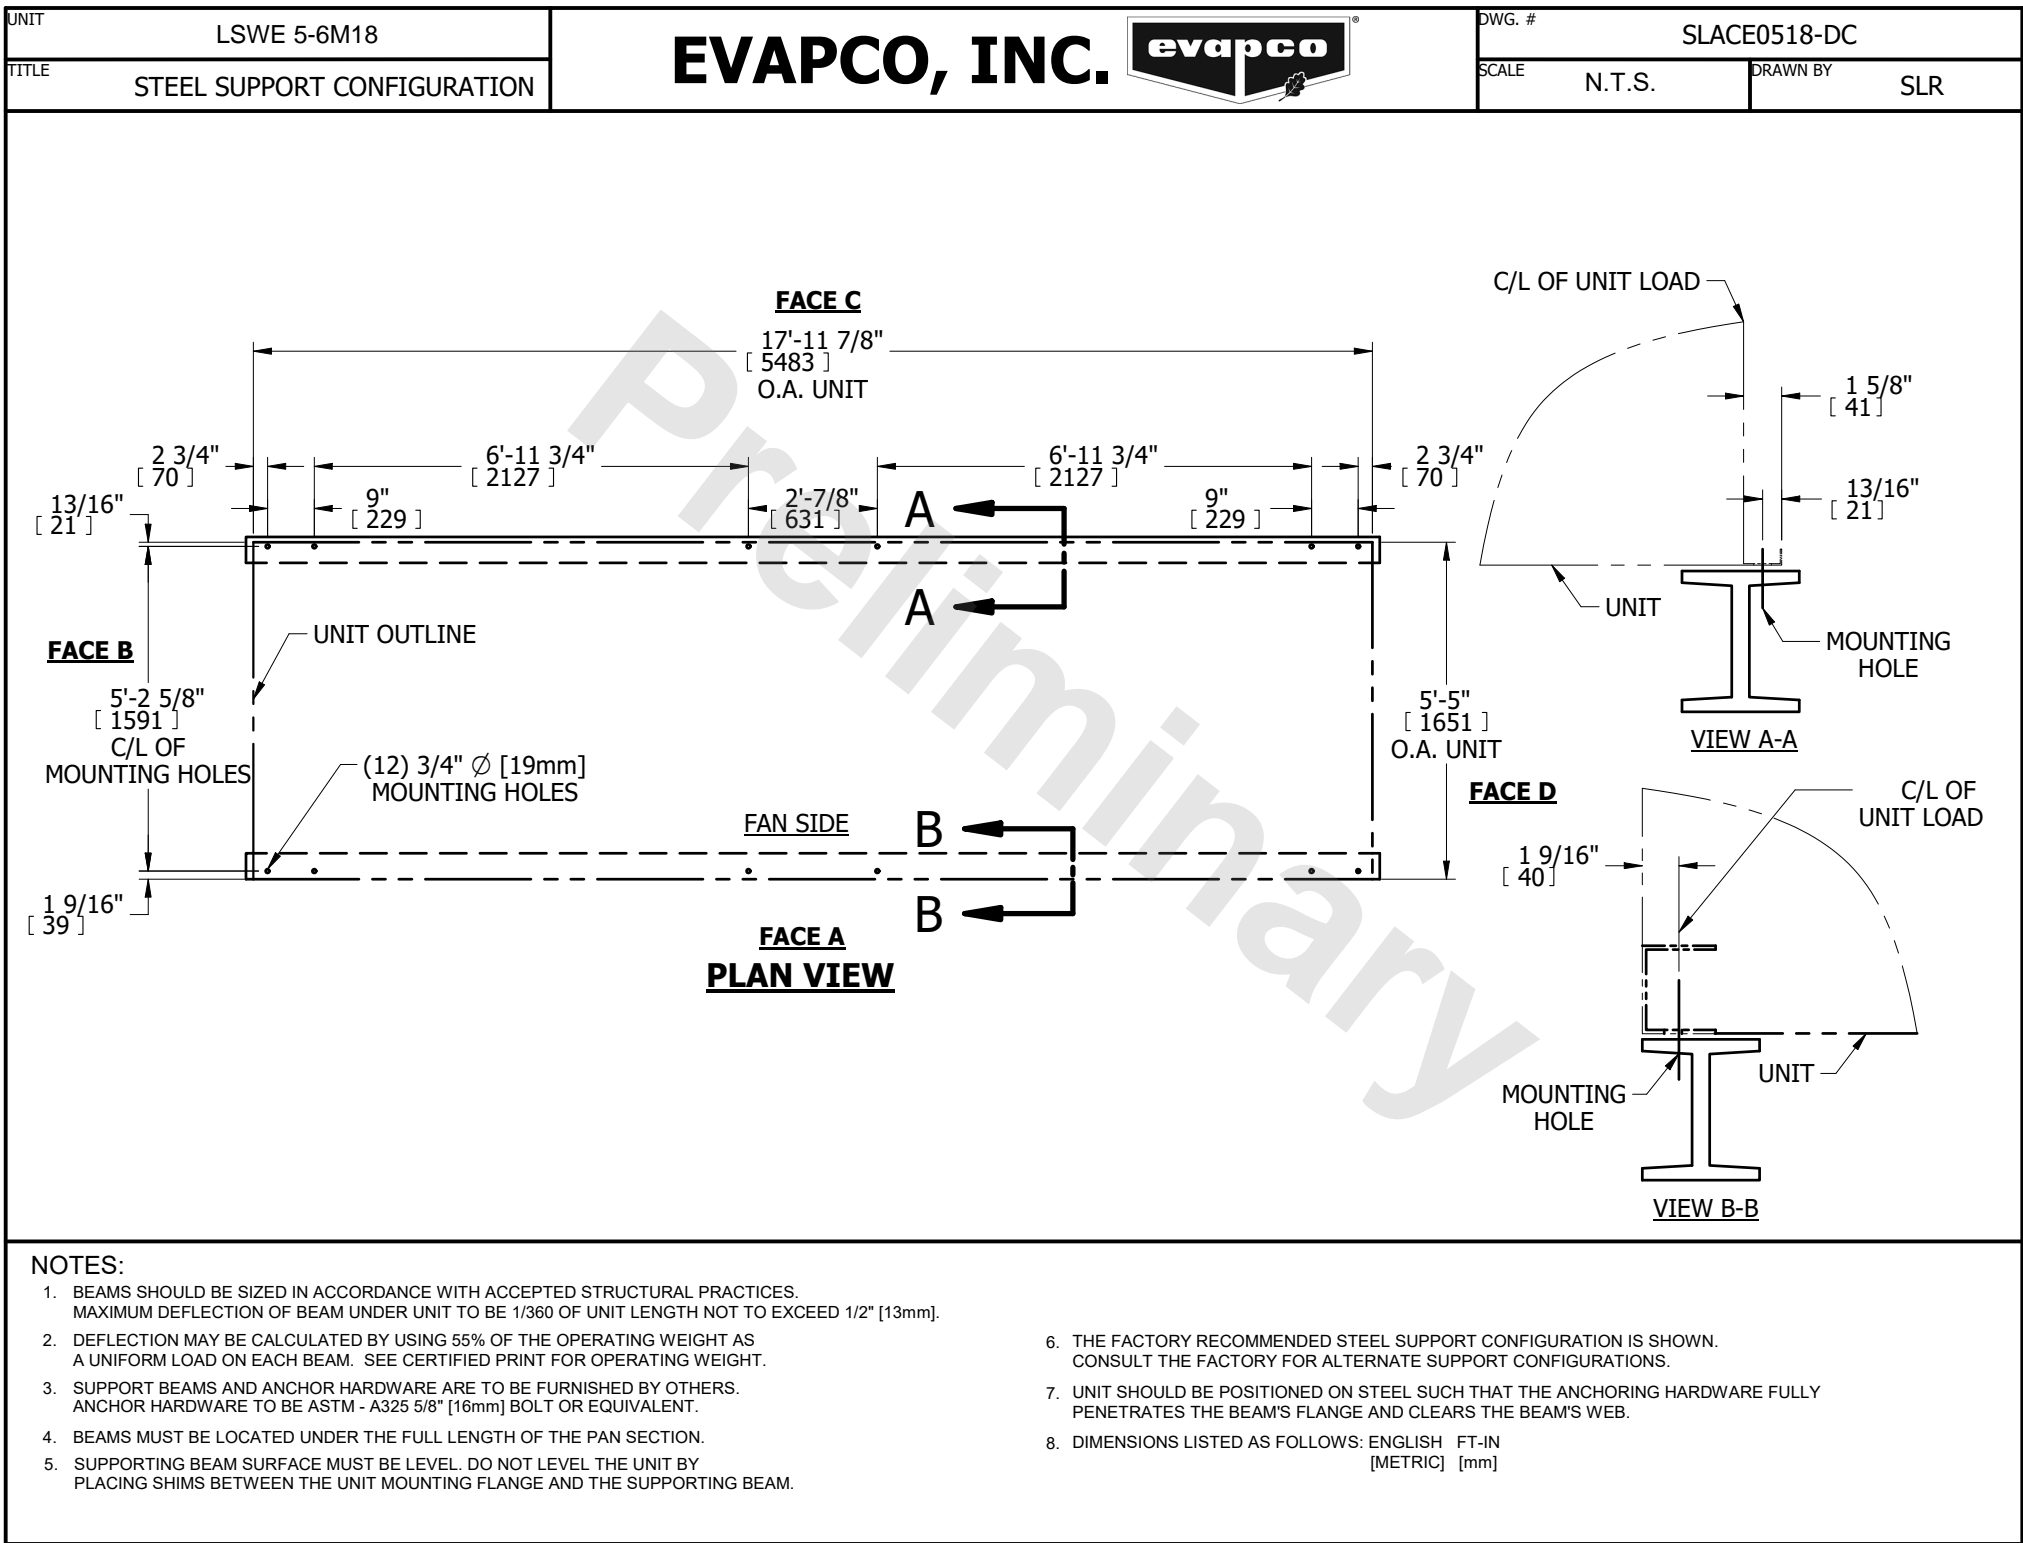 UNIT
LSWE 5-6M18
TITLE
STEEL SUPPORT CONFIGURATION
EVAPCO, INC.
evapco
®
DWG. #
SLACE0518-DC
SCALE
N.T.S.
DRAWN BY
SLR
Preliminary
FACE C
17'-11 7/8"
[ 5483 ]
O.A. UNIT
2 3/4"
[ 70 ]
6'-11 3/4"
[ 2127 ]
6'-11 3/4"
[ 2127 ]
2 3/4"
[ 70 ]
13/16"
[ 21 ]
9"
[ 229 ]
2'-7/8"
[ 631 ]
9"
[ 229 ]
A
A
FACE B
UNIT OUTLINE
5'-2 5/8"
[ 1591 ]
C/L OF
MOUNTING HOLES
(12) 3/4" ∅ [19mm]
MOUNTING HOLES
FAN SIDE
B
B
5'-5"
[ 1651 ]
O.A. UNIT
FACE D
1 9/16"
[ 39 ]
FACE A
PLAN VIEW
C/L OF UNIT LOAD
1 5/8"
[ 41 ]
13/16"
[ 21 ]
UNIT
MOUNTING
HOLE
VIEW A-A
C/L OF
UNIT LOAD
1 9/16"
[ 40 ]
UNIT
MOUNTING
HOLE
VIEW B-B
NOTES:
1. BEAMS SHOULD BE SIZED IN ACCORDANCE WITH ACCEPTED STRUCTURAL PRACTICES.
MAXIMUM DEFLECTION OF BEAM UNDER UNIT TO BE 1/360 OF UNIT LENGTH NOT TO EXCEED 1/2" [13mm].
2. DEFLECTION MAY BE CALCULATED BY USING 55% OF THE OPERATING WEIGHT AS
A UNIFORM LOAD ON EACH BEAM. SEE CERTIFIED PRINT FOR OPERATING WEIGHT.
3. SUPPORT BEAMS AND ANCHOR HARDWARE ARE TO BE FURNISHED BY OTHERS.
ANCHOR HARDWARE TO BE ASTM - A325 5/8" [16mm] BOLT OR EQUIVALENT.
4. BEAMS MUST BE LOCATED UNDER THE FULL LENGTH OF THE PAN SECTION.
5. SUPPORTING BEAM SURFACE MUST BE LEVEL. DO NOT LEVEL THE UNIT BY
PLACING SHIMS BETWEEN THE UNIT MOUNTING FLANGE AND THE SUPPORTING BEAM.
6. THE FACTORY RECOMMENDED STEEL SUPPORT CONFIGURATION IS SHOWN.
CONSULT THE FACTORY FOR ALTERNATE SUPPORT CONFIGURATIONS.
7. UNIT SHOULD BE POSITIONED ON STEEL SUCH THAT THE ANCHORING HARDWARE FULLY
PENETRATES THE BEAM'S FLANGE AND CLEARS THE BEAM'S WEB.
8. DIMENSIONS LISTED AS FOLLOWS: ENGLISH FT-IN
[METRIC] [mm]